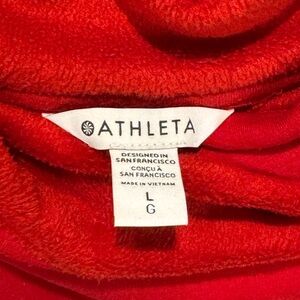 ATHLETA
DESIGNED IN
SAN FRANCISCO
CONÇU À
SAN FRANCISCO
MADE IN VIETNAM
L
G